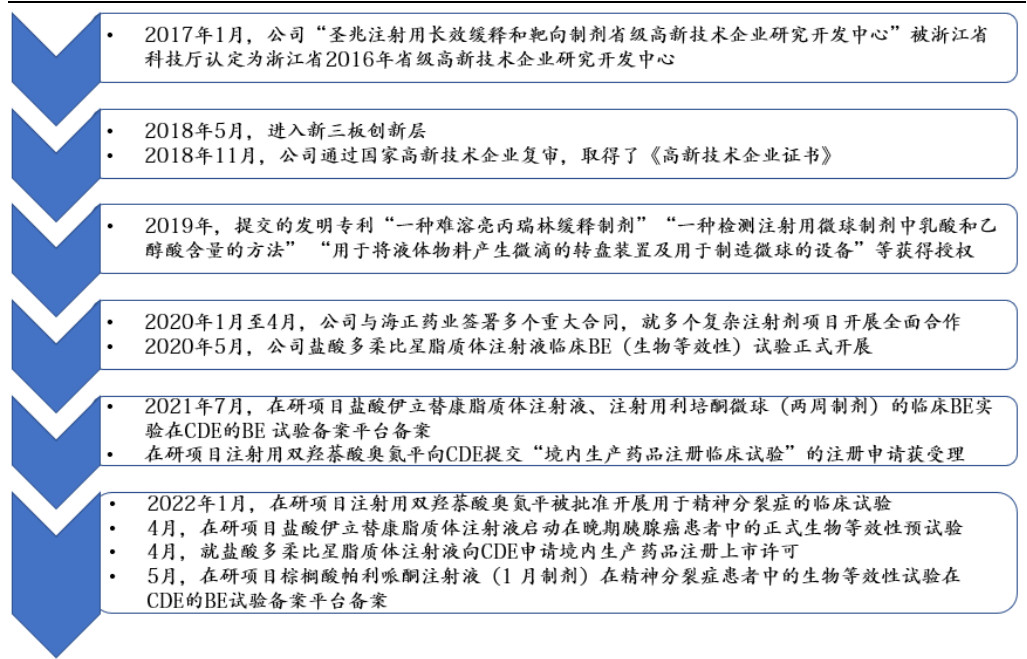 • 2017年1月，公司“圣兆注射用长效缓释和靶向制剂省级高新技术企业研究开发中心”被浙江省
科技厅认定为浙江省2016年省级高新技术企业研究开发中心
• 2018年5月，进入新三板创新层
• 2018年11月，公司通过国家高新技术企业复审，取得了《高新技术企业证书》
• 2019年，提交的发明专利“一种难溶亮丙瑞林缓释制剂”“一种检测注射用微球制剂中乳酸和乙
醇酸含量的方法”“用于将液体物料产生微滴的转盘装置及用于制造微球的设备”等获得授权
• 2020年1月至4月，公司与海正药业签署多个重大合同，就多个复杂注射剂项目开展全面合作
• 2020年5月，公司盐酸多柔比星脂质体注射液临床BE（生物等效性）试验正式开展
• 2021年7月，在研项目盐酸伊立替康脂质体注射液、注射用利培酮微球（两周制剂）的临床BE实
验在CDE的BE 试验备案平台备案
• 在研项目注射用双羟萘酸奥氮平向CDE提交“境内生产药品注册临床试验”的注册申请获受理
• 2022年1月，在研项目注射用双羟萘酸奥氮平被批准开展用于精神分裂症的临床试验
• 4月，在研项目盐酸伊立替康脂质体注射液启动在晚期胰腺癌患者中的正式生物等效性预试验
• 4月，就盐酸多柔比星脂质体注射液向CDE申请境内生产药品注册上市许可
• 5月，在研项目棕榈酸帕利哌酮注射液（1 月制剂）在精神分裂症患者中的生物等效性试验在
CDE的BE试验备案平台备案